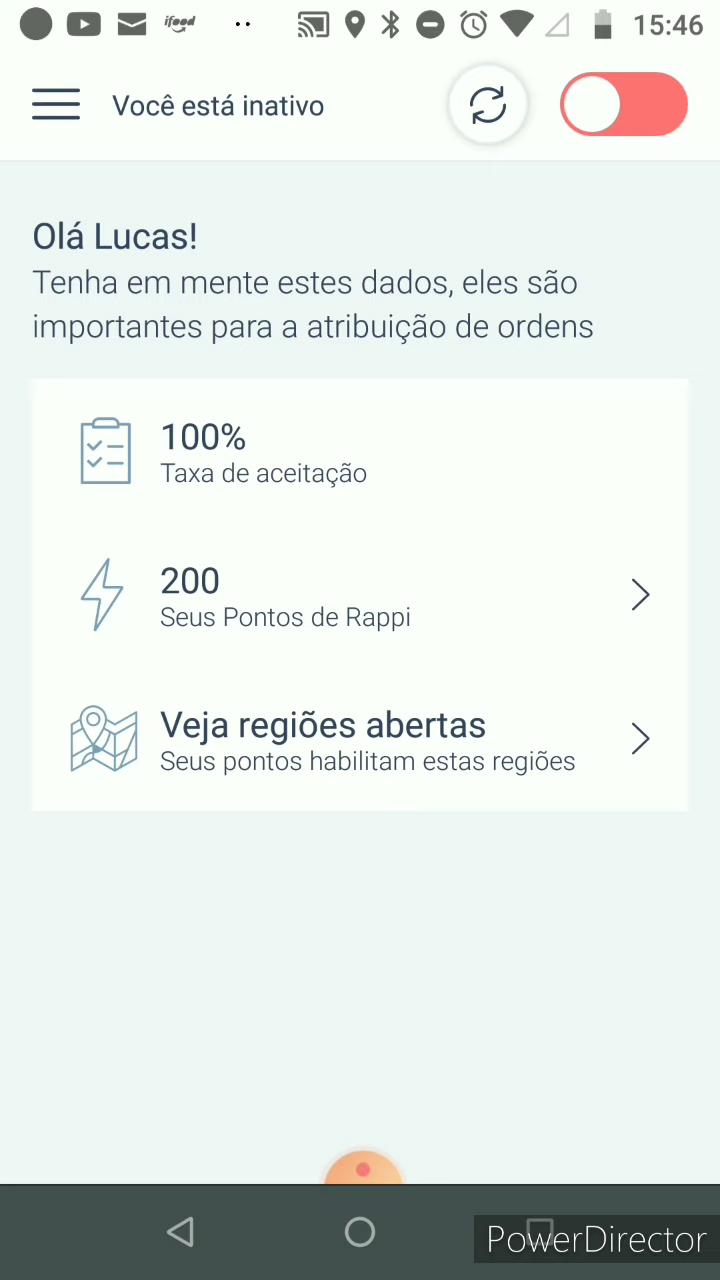 ifood
15:46
Você está inativo
Olá Lucas!
Tenha em mente estes dados, eles são
importantes para a atribuição de ordens
100%
Taxa de aceitação
200
Seus Pontos de Rappi
Veja regiões abertas
Seus pontos habilitam estas regiões
PowerDirector